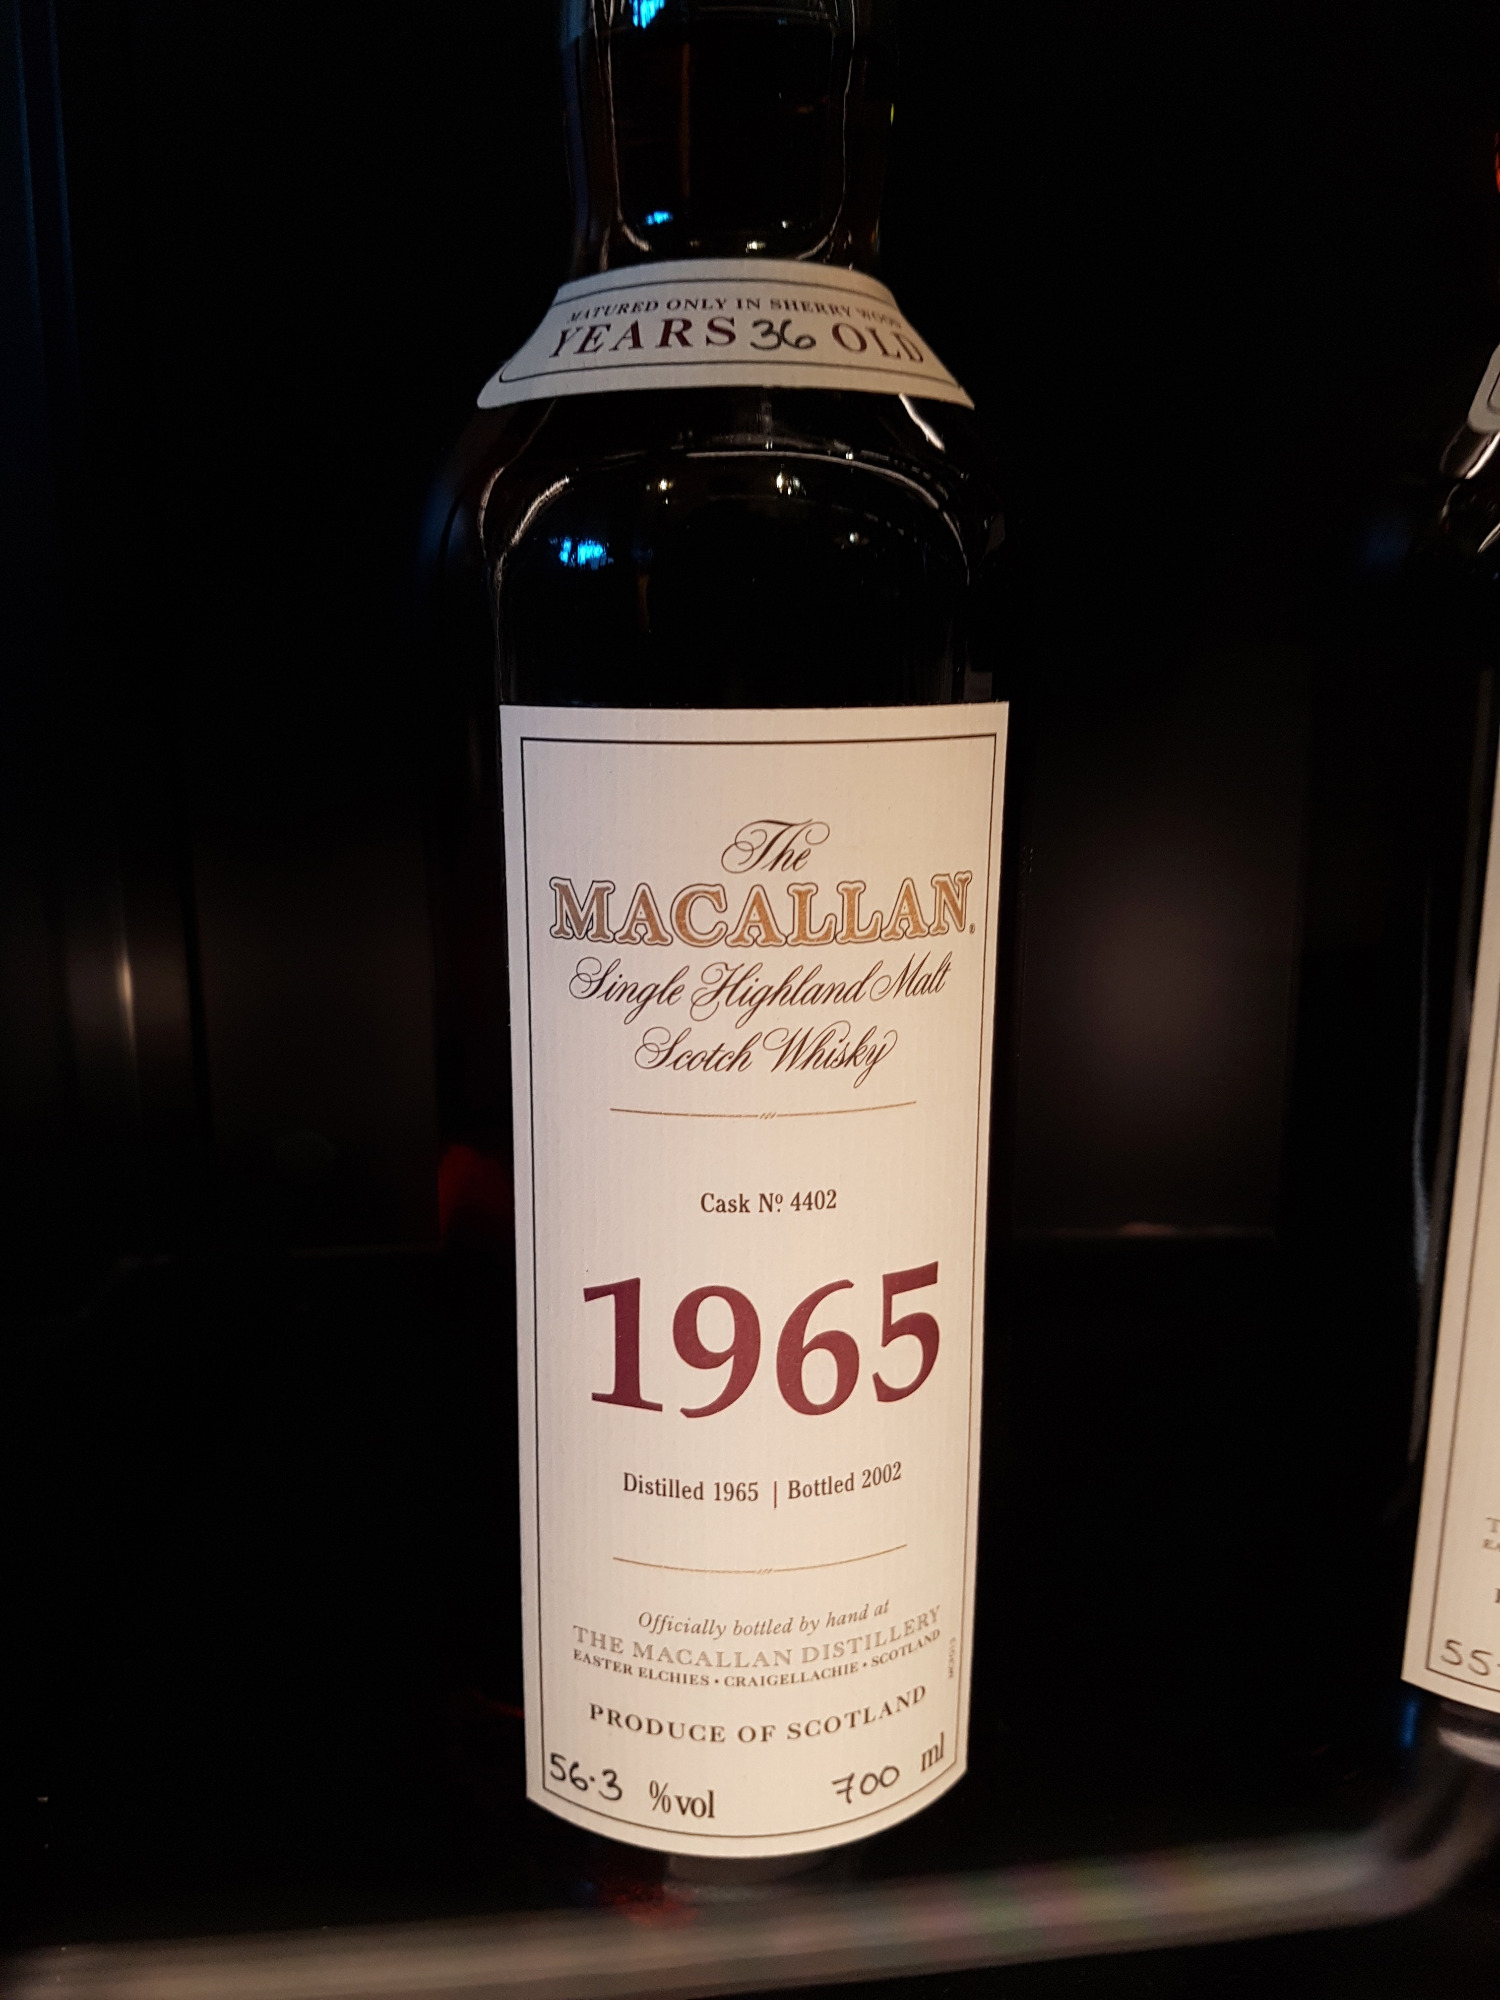 MATURED ONLY IN SHERRY WOOD
YEARS 36 OLD
The
MACALLAN.
Single Highland Malt
Scotch Whisky
Cask Nº 4402
1965
Distilled 1965 | Bottled 2002
Officially bottled by hand at
THE MACALLAN DISTILLERY
EASTER ELCHIES • CRAIGELLACHIE • SCOTLAND
PRODUCE OF SCOTLAND
56.3 %vol 700 ml
55